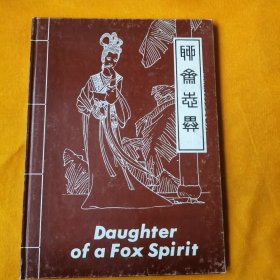 聊齋志異
Daughter
of a Fox Spirit